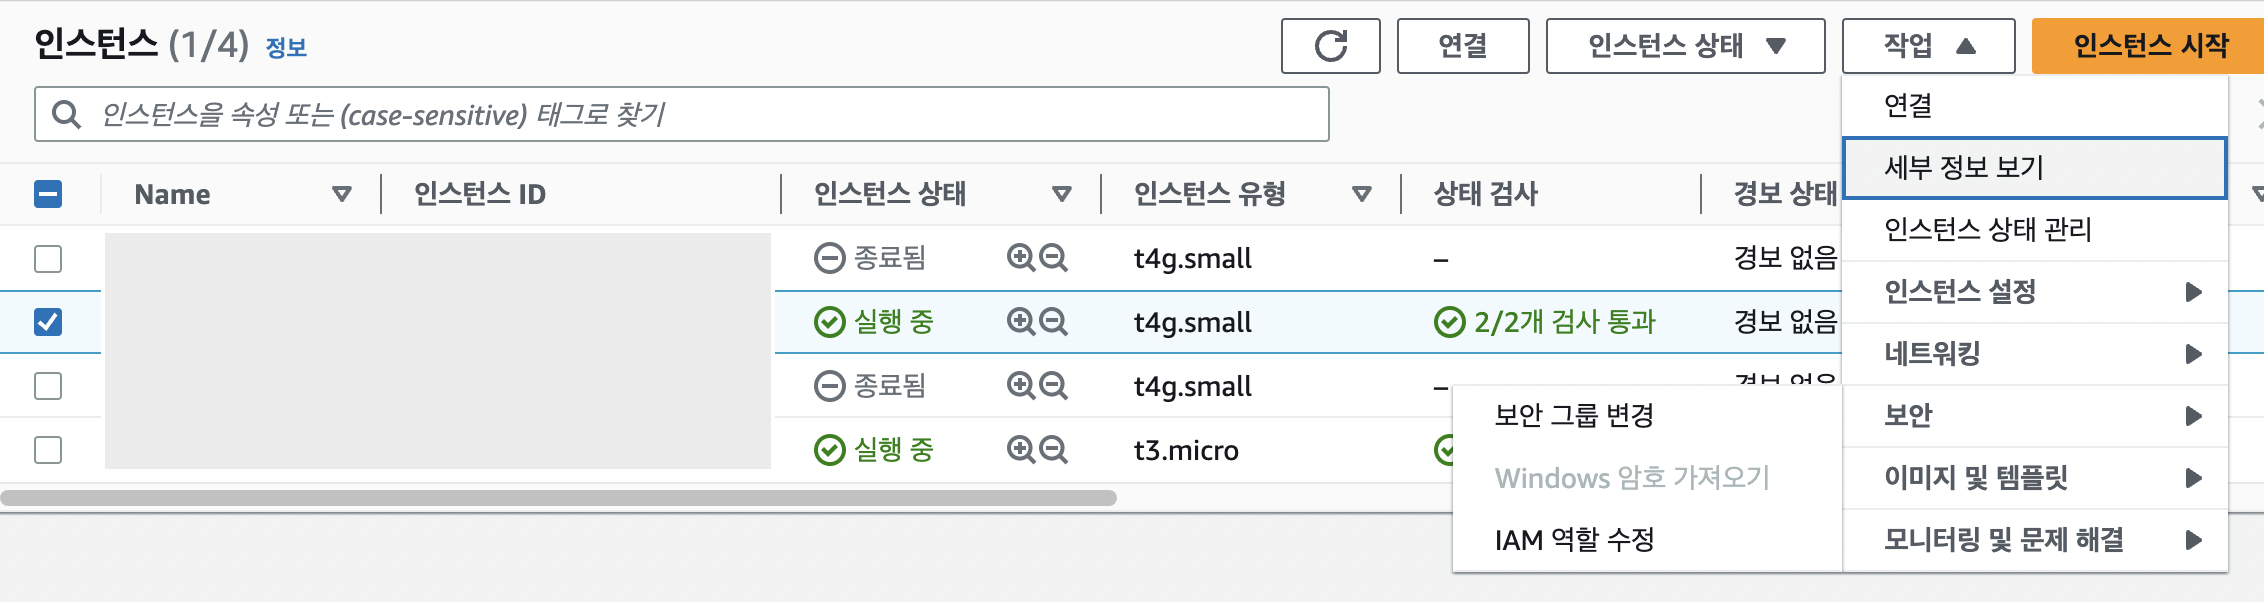 인스턴스 (1/4) 정보
연결
인스턴스 상태
작업
인스턴스 시작
인스턴스을 속성 또는 (case-sensitive) 태그로 찾기
Name
인스턴스 ID
인스턴스 상태
인스턴스 유형
상태 검사
경보 상태
종료됨
t4g.small
–
경보 없음
실행 중
t4g.small
2/2개 검사 통과
경보 없음
종료됨
t4g.small
–
실행 중
t3.micro
연결
세부 정보 보기
인스턴스 상태 관리
인스턴스 설정
네트워킹
보안
이미지 및 템플릿
모니터링 및 문제 해결
보안 그룹 변경
Windows 암호 가져오기
IAM 역할 수정